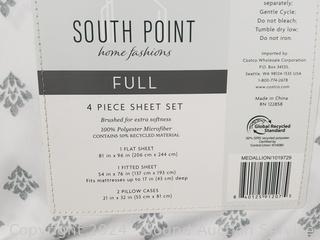 separately;
Gentle Cycle;
Do not bleach;
Tumble dry low;
Do not iron.
SOUTH POINT
home fashions
FULL
4 PIECE SHEET SET
Brushed for extra softness
100% Polyester Microfiber
CONTAINS 50% RECYCLED MATERIAL
1 FLAT SHEET
81 in x 96 in (206 cm x 244 cm)
1 FITTED SHEET
54 in x 76 in (137 cm x 193 cm)
Fits mattresses up to 17 in (43 cm) deep
2 PILLOW CASES
21 in x 32 in (53 cm x 81 cm)
Imported by
Costco Wholesale Corporation
P.O. Box 34535,
Seattle, WA 98124-1535 USA
1-800-774-2678
www.costco.com
Made in China
RN 122858
Global Recycled
Standard
MEDALLION/1019729